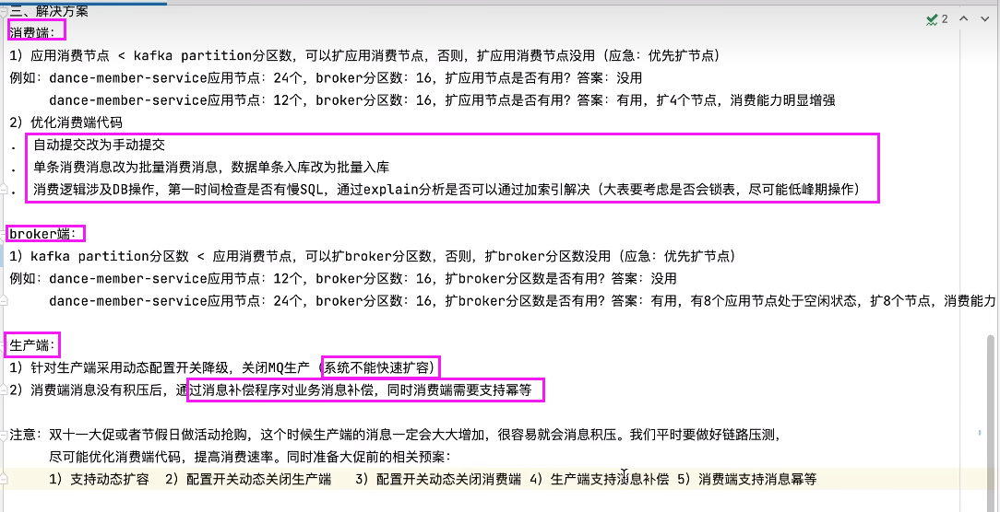 三、解决方案
2
消费端：
1）应用消费节点 < kafka partition分区数，可以扩应用消费节点，否则，扩应用消费节点没用（应急：优先扩节点）
例如：dance-member-service应用节点：24个，broker分区数：16，扩应用节点是否有用？答案：没用
dance-member-service应用节点：12个，broker分区数：16，扩应用节点是否有用？答案：有用，扩4个节点，消费能力明显增强
2）优化消费端代码
. 自动提交改为手动提交
. 单条消费消息改为批量消费消息，数据单条入库改为批量入库
. 消费逻辑涉及DB操作，第一时间检查是否有慢SQL，通过explain分析是否可以通过加索引解决（大表要考虑是否会锁表，尽可能低峰期操作）
broker端：
1）kafka partition分区数 < 应用消费节点，可以扩broker分区数，否则，扩broker分区数没用（应急：优先扩节点）
例如：dance-member-service应用节点：12个，broker分区数：16，扩broker分区数是否有用？答案：没用
dance-member-service应用节点：24个，broker分区数：16，扩broker分区数是否有用？答案：有用，有8个应用节点处于空闲状态，扩8个节点，消费能力
生产端：
1）针对生产端采用动态配置开关降级，关闭MQ生产（系统不能快速扩容）
2）消费端消息没有积压后，通过消息补偿程序对业务消息补偿，同时消费端需要支持幂等
注意：双十一大促或者节假日做活动抢购，这个时候生产端的消息一定会大大增加，很容易就会消息积压。我们平时要做好链路压测，
尽可能优化消费端代码，提高消费速率。同时准备大促前的相关预案：
1）支持动态扩容 2）配置开关动态关闭生产端 3）配置开关动态关闭消费端 4）生产端支持消息补偿 5）消费端支持消息幂等